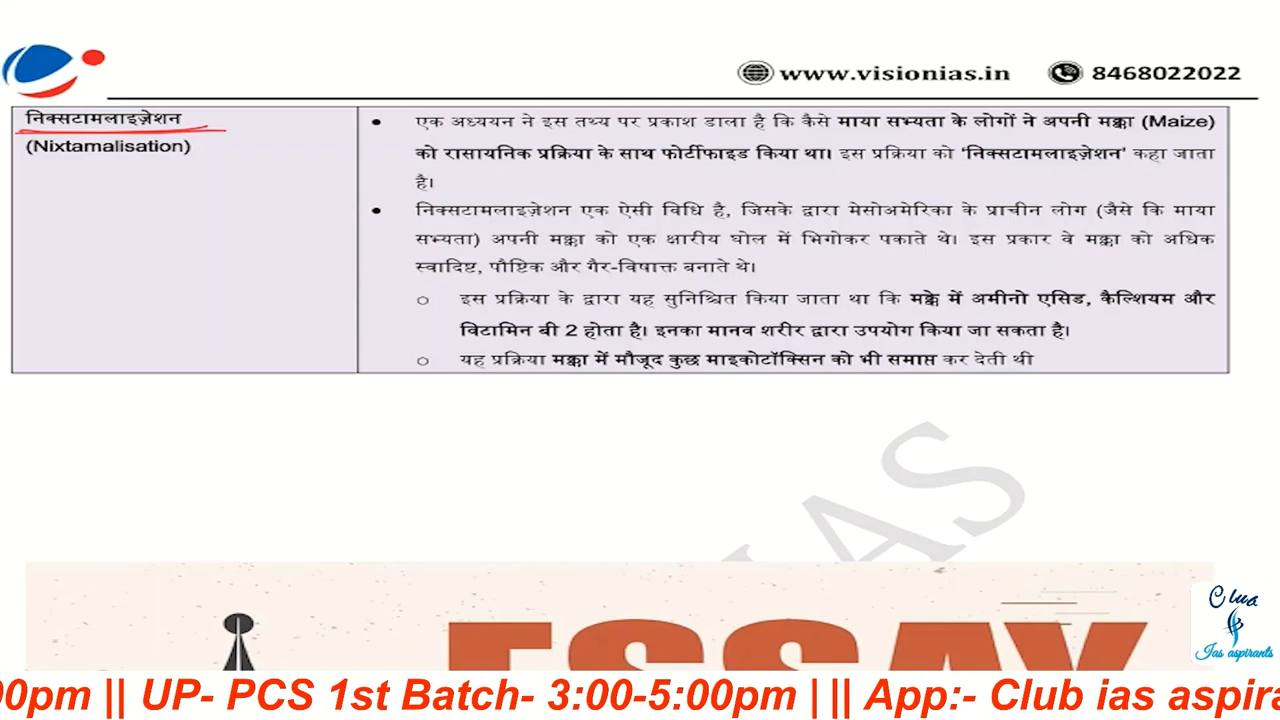 www.visionias.in 8468022022
निक्सटामलाइज़ेशन
(Nixtamalisation)
• एक अध्ययन ने इस तथ्य पर प्रकाश डाला है कि कैसे माया सभ्यता के लोगों ने अपनी मक्का (Maize)
को रासायनिक प्रक्रिया के साथ फोर्टीफाइड किया था। इस प्रक्रिया को 'निक्सटामलाइज़ेशन' कहा जाता
है।
• निक्सटामलाइज़ेशन एक ऐसी विधि है, जिसके द्वारा मेसोअमेरिका के प्राचीन लोग (जैसे कि माया
सभ्यता) अपनी मक्का को एक क्षारीय घोल में भिगोकर पकाते थे। इस प्रकार वे मक्का को अधिक
स्वादिष्ट, पौष्टिक और गैर-विषाक्त बनाते थे।
○ इस प्रक्रिया के द्वारा यह सुनिश्चित किया जाता था कि मक्के में अमीनो एसिड, कैल्शियम और
विटामिन बी 2 होता है। इनका मानव शरीर द्वारा उपयोग किया जा सकता है।
○ यह प्रक्रिया मक्का में मौजूद कुछ माइकोटॉक्सिन को भी समाप्त कर देती थी
IAS
ESSAY
Club
Ias aspirants
00pm || UP- PCS 1st Batch- 3:00-5:00pm | || App:- Club ias aspira